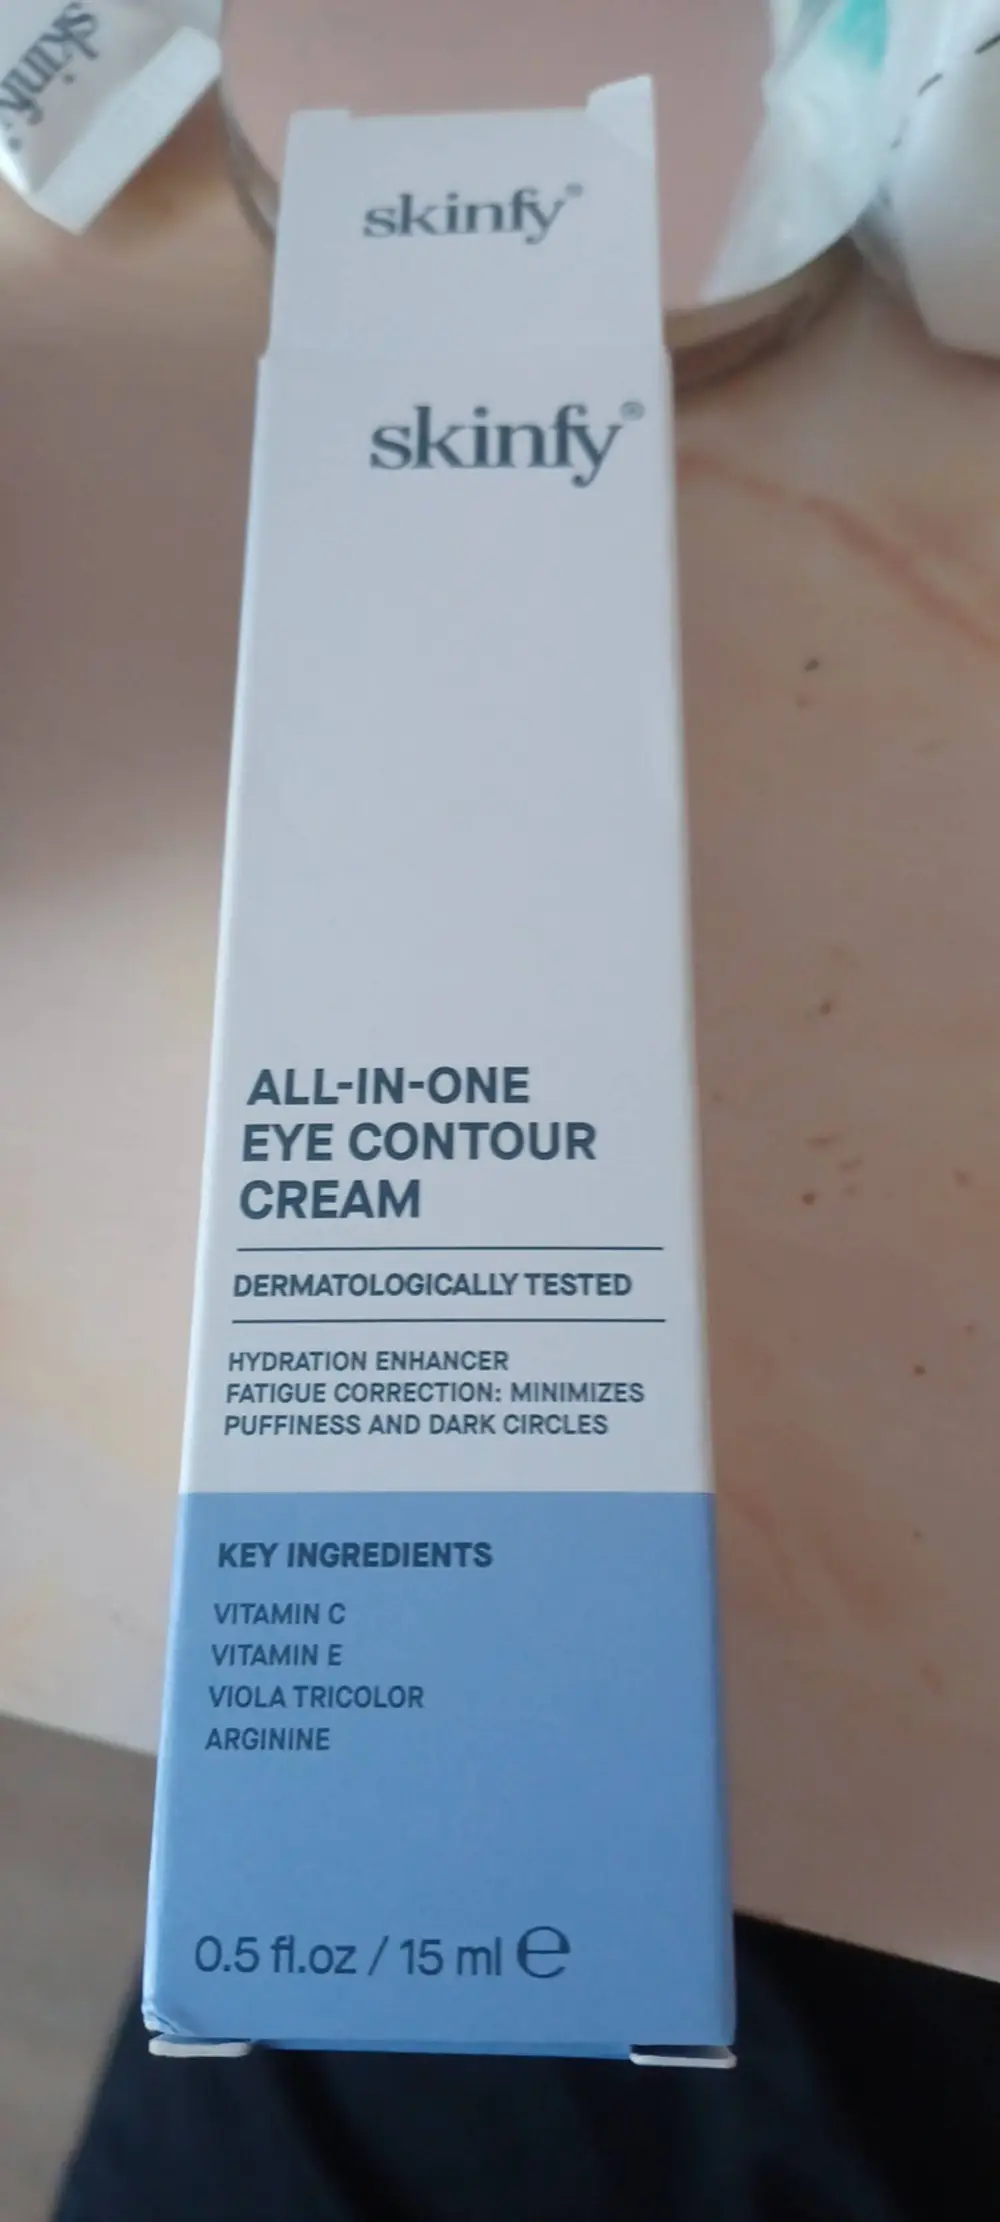 skinfy
skinfy®
skinfy®
ALL-IN-ONE
EYE CONTOUR
CREAM
DERMATOLOGICALLY TESTED
HYDRATION ENHANCER
FATIGUE CORRECTION: MINIMIZES
PUFFINESS AND DARK CIRCLES
KEY INGREDIENTS
VITAMIN C
VITAMIN E
VIOLA TRICOLOR
ARGININE
0.5 fl.oz / 15 ml ℮